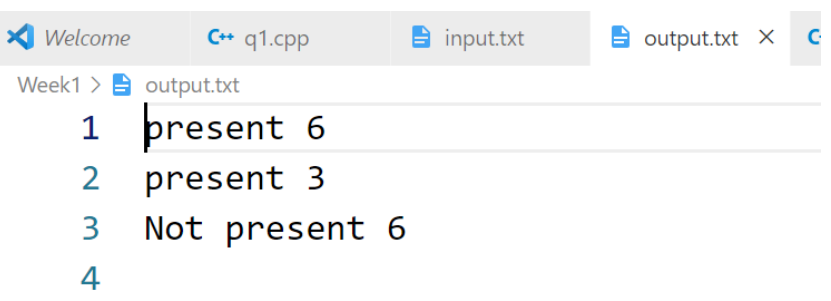 Welcome C++ q1.cpp input.txt output.txt × C
Week1 > output.txt
1 present 6
2 present 3
3 Not present 6
4